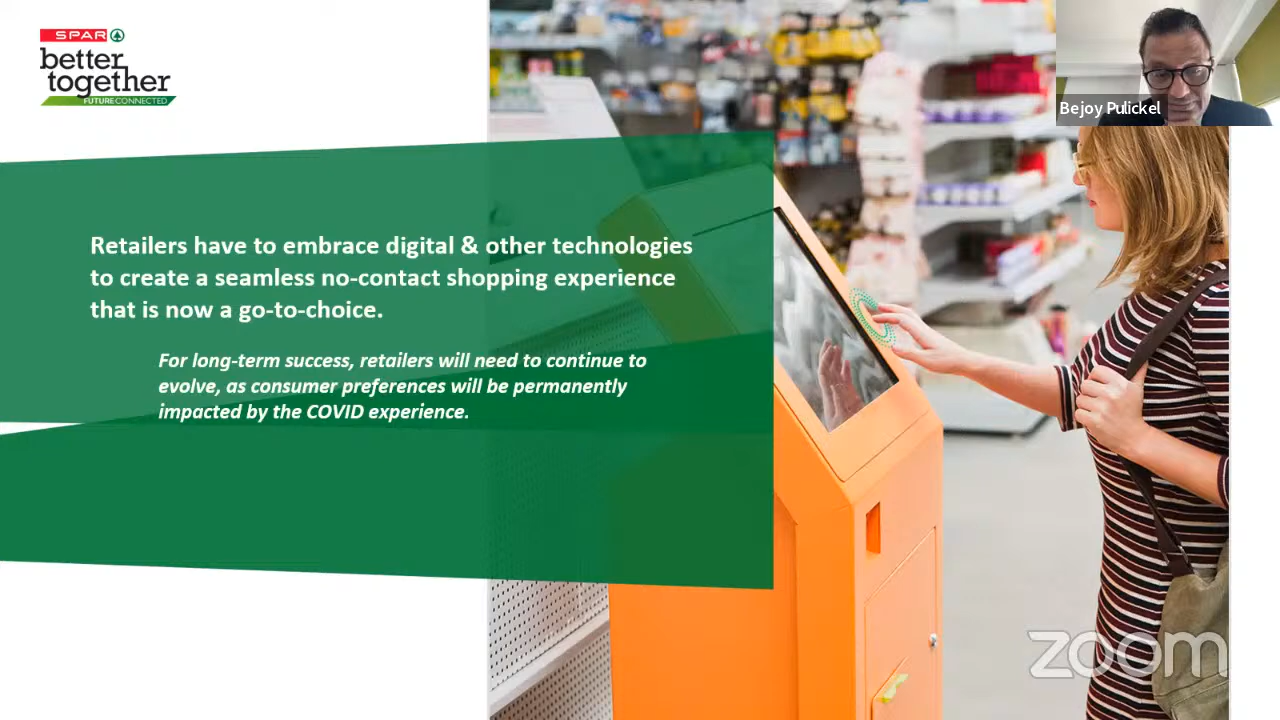 SPAR
better
together
FUTURECONNECTED
Bejoy Pulickel
Retailers have to embrace digital & other technologies
to create a seamless no-contact shopping experience
that is now a go-to-choice.
For long-term success, retailers will need to continue to
evolve, as consumer preferences will be permanently
impacted by the COVID experience.
zoom